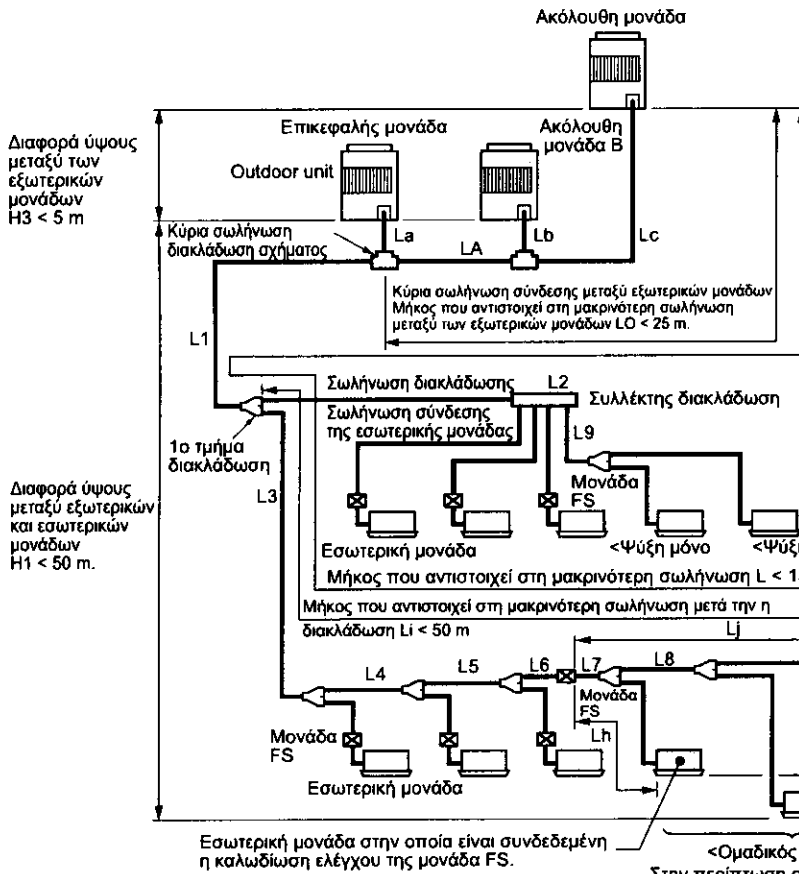 Ακόλουθη μονάδα
Διαφορά ύψους
μεταξύ των
εξωτερικών
μονάδων
H3 < 5 m
Επικεφαλής μονάδα
Outdoor unit
Ακόλουθη
μονάδα B
Κύρια σωλήνωση
διακλάδωση σχήματος
La
LA
Lb
Lc
Κύρια σωλήνωση σύνδεσης μεταξύ εξωτερικών μονάδων
Μήκος που αντιστοιχεί στη μακρινότερη σωλήνωση
μεταξύ των εξωτερικών μονάδων LO < 25 m.
L1
Σωλήνωση διακλάδωσης
L2
Συλλέκτης διακλάδωση
Σωλήνωση σύνδεσης
της εσωτερικής μονάδας
L9
1ο τμήμα
διακλάδωση
L3
Μονάδα
FS
Διαφορά ύψους
μεταξύ εξωτερικών
και εσωτερικών
μονάδων
H1 < 50 m.
Εσωτερική μονάδα
<Ψύξη μόνο
<Ψύξη
Μήκος που αντιστοιχεί στη μακρινότερη σωλήνωση L < 1
Μήκος που αντιστοιχεί στη μακρινότερη σωλήνωση μετά την η
διακλάδωση Li < 50 m
Lj
L4
L5
L6
L7
L8
Μονάδα
FS
Μονάδα
FS
Lh
Εσωτερική μονάδα
Εσωτερική μονάδα στην οποία είναι συνδεδεμένη
η καλωδίωση ελέγχου της μονάδα FS.
<Ομαδικός
Στην περίπτωση